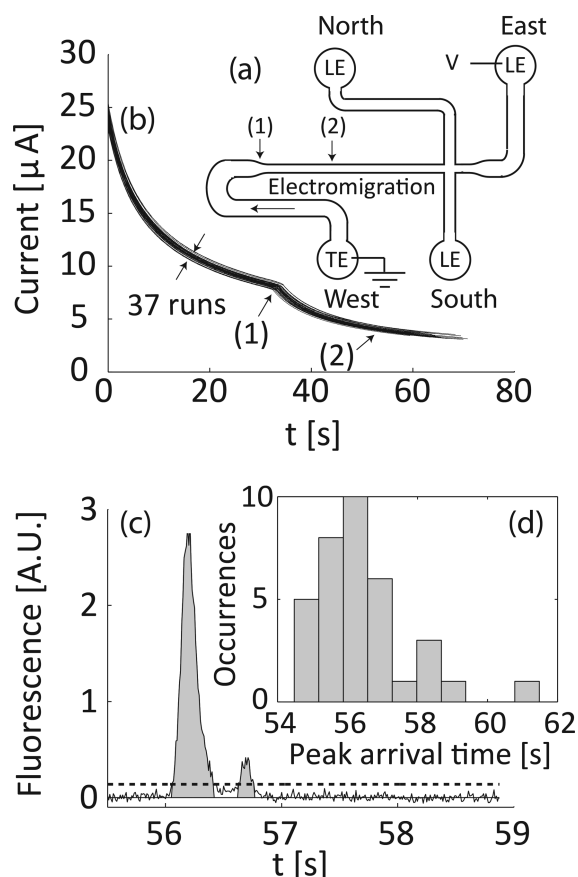 North
East
(a)
LE
V
LE
(1)
(2)
Electromigration
TE
LE
West
South
(b)
Current [μA]
30
25
20
15
10
5
0
37 runs
(1)
(2)
0
20
40
60
80
t [s]
(c)
Fluorescence [A.U.]
3
2
1
0
56
57
58
59
t [s]
(d)
Occurrences
10
5
0
54
56
58
60
62
Peak arrival time [s]